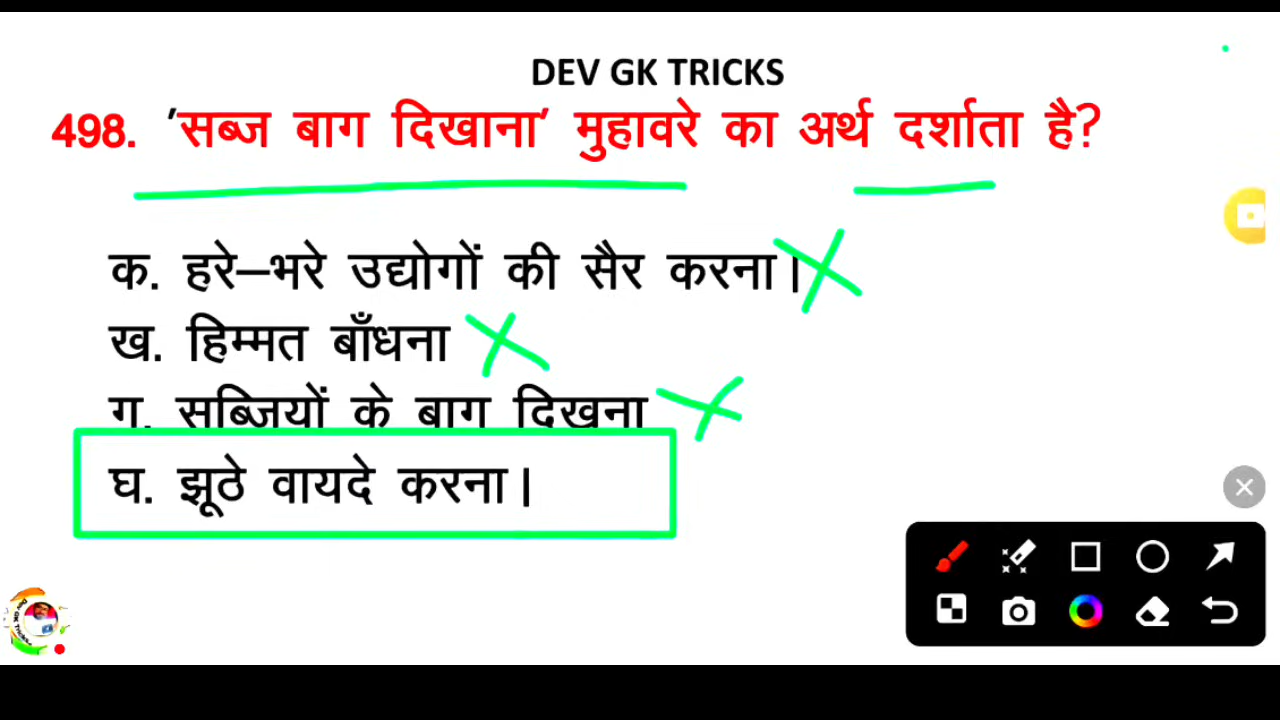 DEV GK TRICKS
498. 'सब्ज बाग दिखाना' मुहावरे का अर्थ दर्शाता है?
क. हरे–भरे उद्योगों की सैर करना।
ख. हिम्मत बाँधना
ग. सब्जियों के बाग दिखना
घ. झूठे वायदे करना।